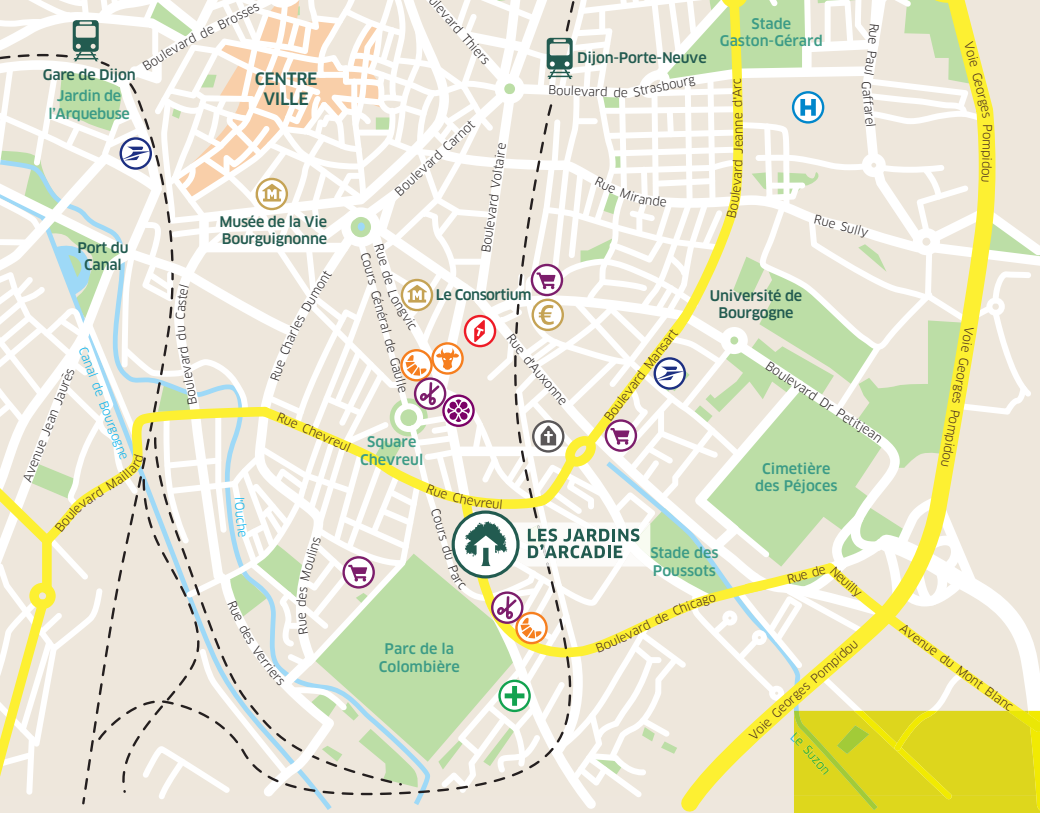 Boulevard de Brosses
Boulevard Thiers
Stade
Gaston-Gérard
Rue Paul Gaffarel
Voie Georges Pompidou
Gare de Dijon
Jardin de
l'Arquebuse
CENTRE
VILLE
Dijon-Porte-Neuve
Boulevard de Strasbourg
Boulevard Jeanne d'Arc
H
Boulevard Carnot
Boulevard Voltaire
Rue Mirande
Rue Sully
M
Musée de la Vie
Bourguignonne
Port du
Canal
Rue de Longvic
Cours Général de Gaulle
M
Le Consortium
€
Université de
Bourgogne
Boulevard du Castel
Rue Charles Dumont
Rue d'Auxonne
Boulevard Mansart
Boulevard Dr. Petitjean
Voie Georges Pompidou
Avenue Jean Jaurès
Canal de Bourgogne
Rue Chevreul
Square
Chevreul
Cimetière
des Péjoces
Boulevard Maillard
l'Ouche
Rue Chevreul
Cours du Parc
LES JARDINS
D'ARCADIE
Stade des
Poussots
Rue de Neuilly
Rue des Moulins
Rue des Verriers
Boulevard de Chicago
Parc de la
Colombière
Avenue du Mont Blanc
Voie Georges Pompidou
Le Suzon